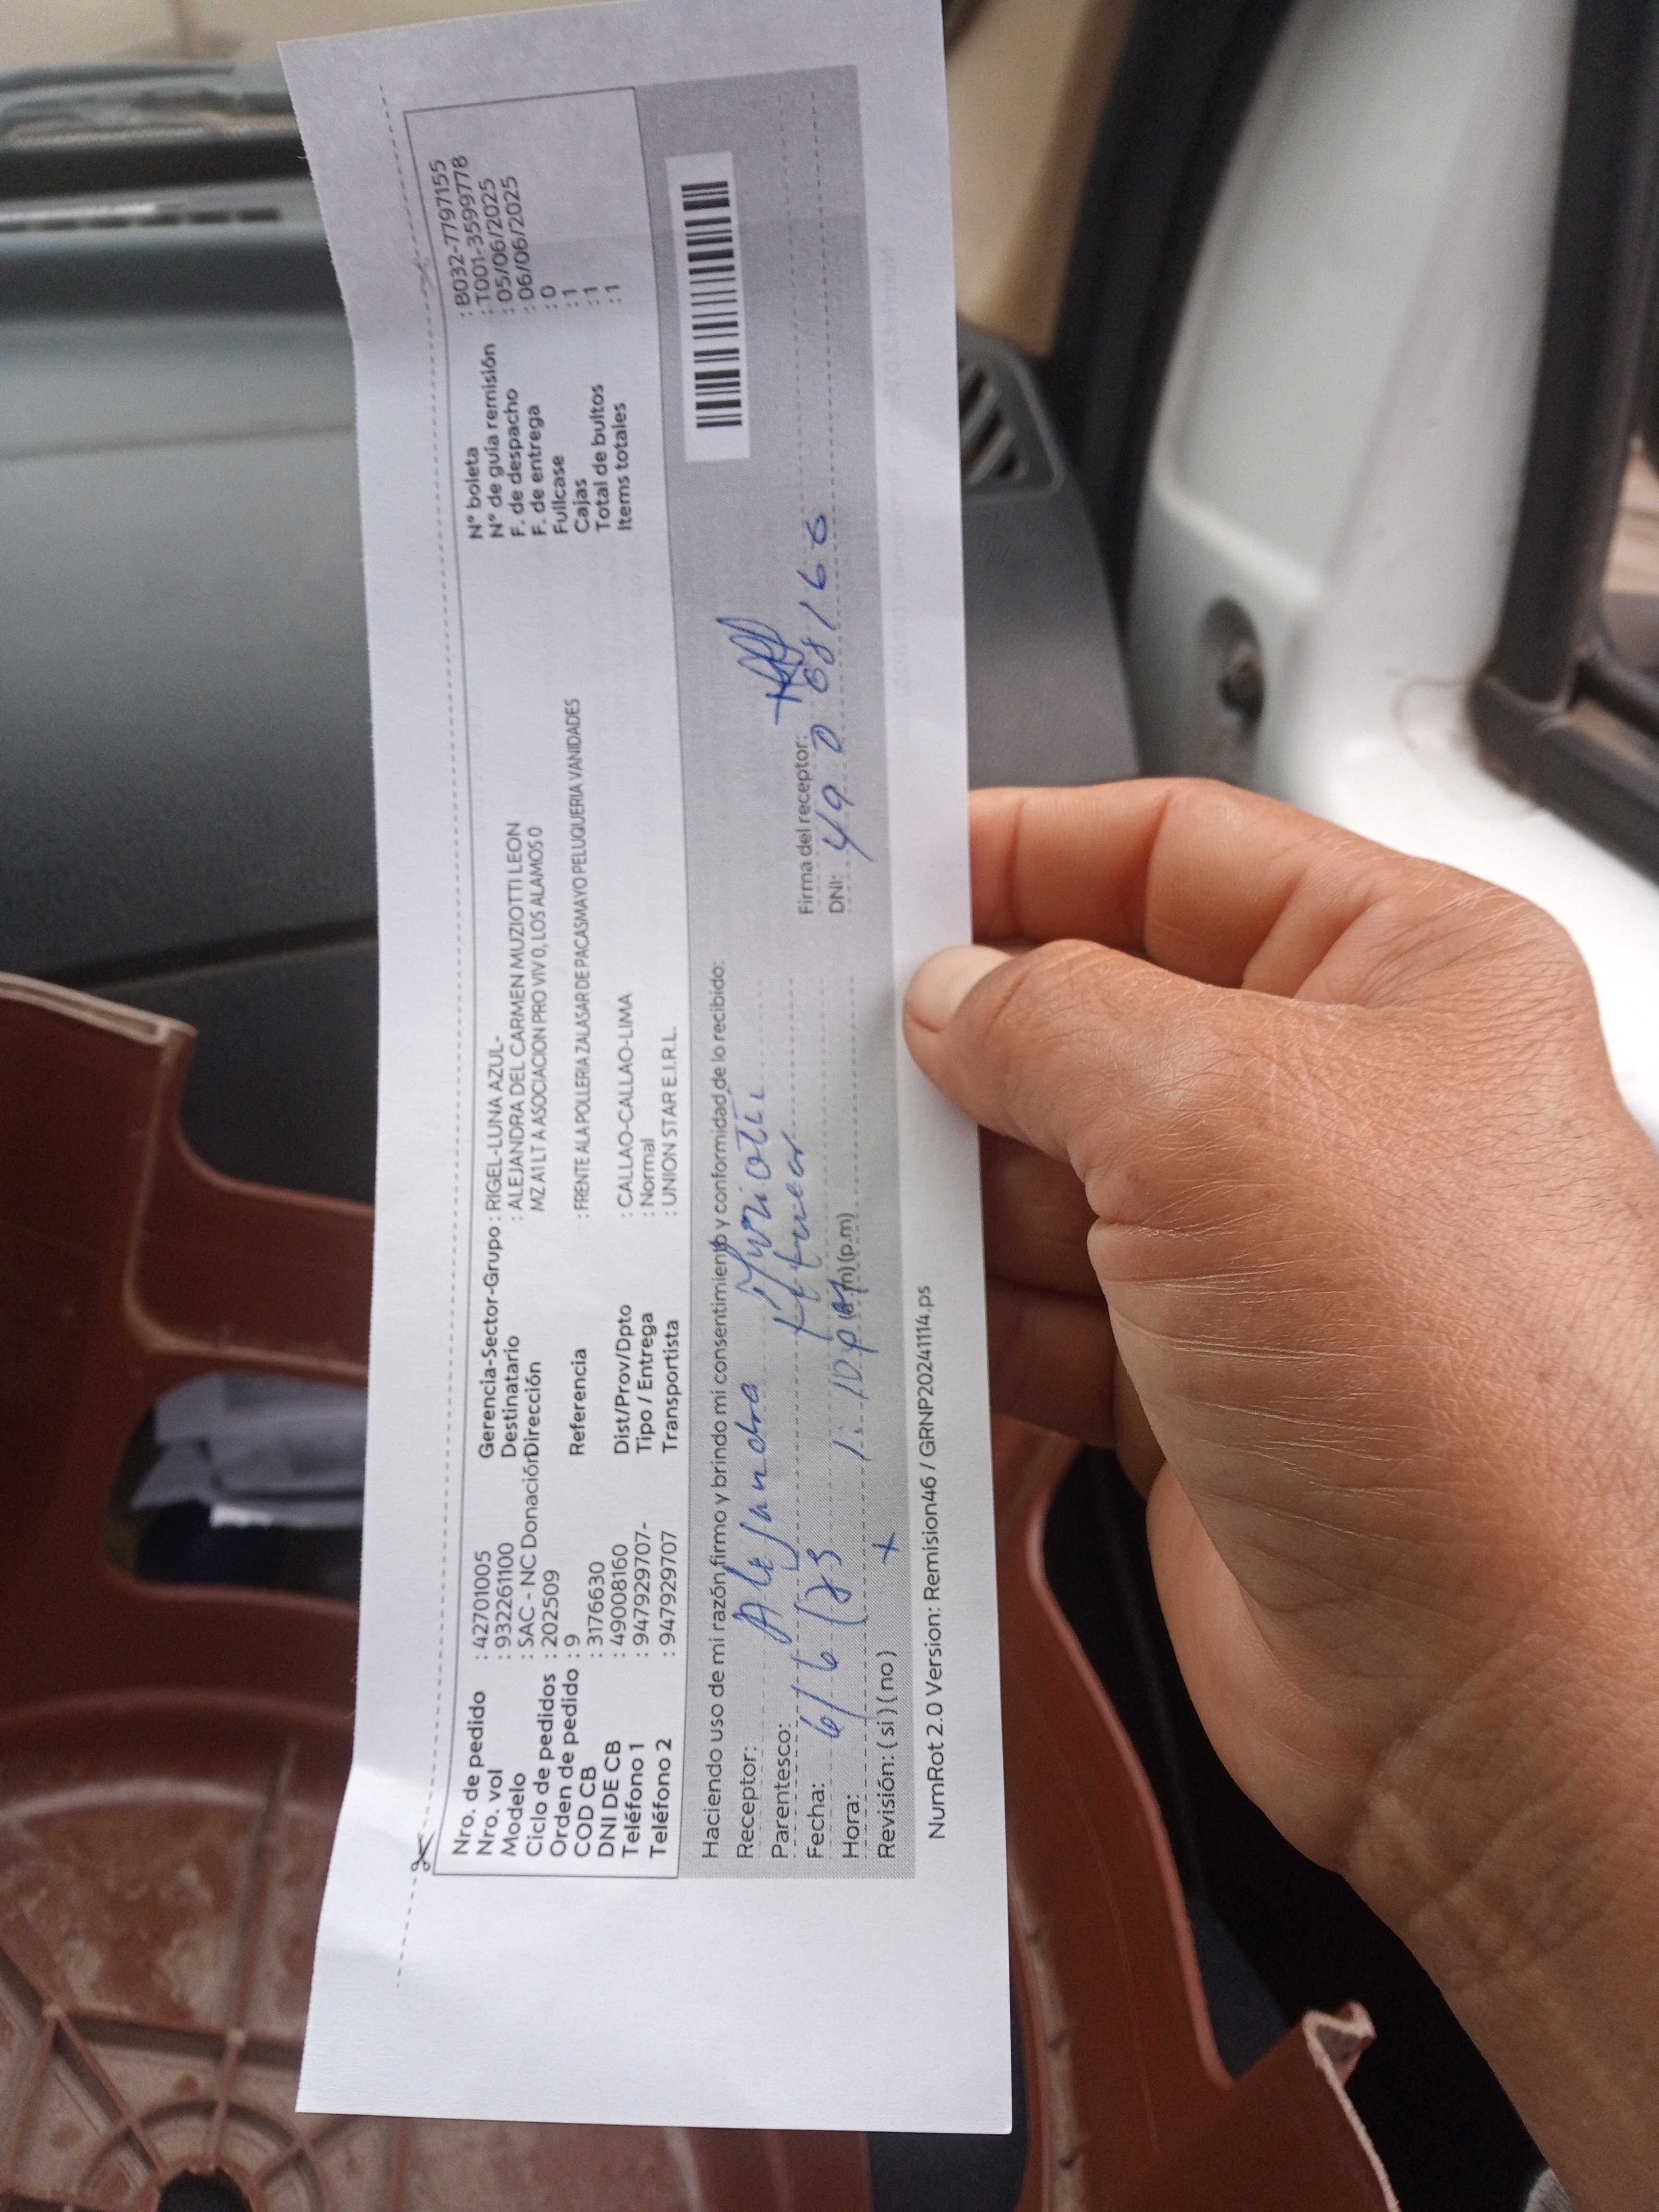 Nro. de pedido : 42701005
Nro. vol : 932261100
Modelo : SAC - NC Donación
Ciclo de pedidos : 202509
Orden de pedido : 9
COD CB : 3176630
DNI DE CB : 49008160
Teléfono 1 : 947929707-
Teléfono 2 : 947929707
Gerencia-Sector-Grupo : RIGEL-LUNA AZUL-
Destinatario : ALEJANDRA DEL CARMEN MUZIOTTI LEON
Dirección MZ A1 LT A ASOCIACION PRO VIV 0, LOS ALAMOS 0
Referencia : FRENTE A LA POLLERIA ZALASAR DE PACASMAYO PELUQUERIA VANIDADES
Dist/Prov/Dpto : CALLAO-CALLAO-LIMA
Tipo / Entrega : Normal
Transportista : UNION STAR E.I.R.L.
N° boleta : B032-7797155
N° de guía remisión : T001-3599778
F. de despacho : 05/06/2025
F. de entrega : 06/06/2025
Fullcase : 0
Cajas : 1
Total de bultos : 1
Items totales : 1
Haciendo uso de mi razón, firmo y brindo mi consentimiento y conformidad de lo recibido:
Receptor: Alejandra Muziotti
Parentesco:
Fecha: 6/6/25
Hora: 1:10 p (p.m)
Revisión: ( si ) ( no ) x
Firma del receptor:
DNI: 49008160
NumRot 2.0 Version: Remision46 / GRNP20241114.ps